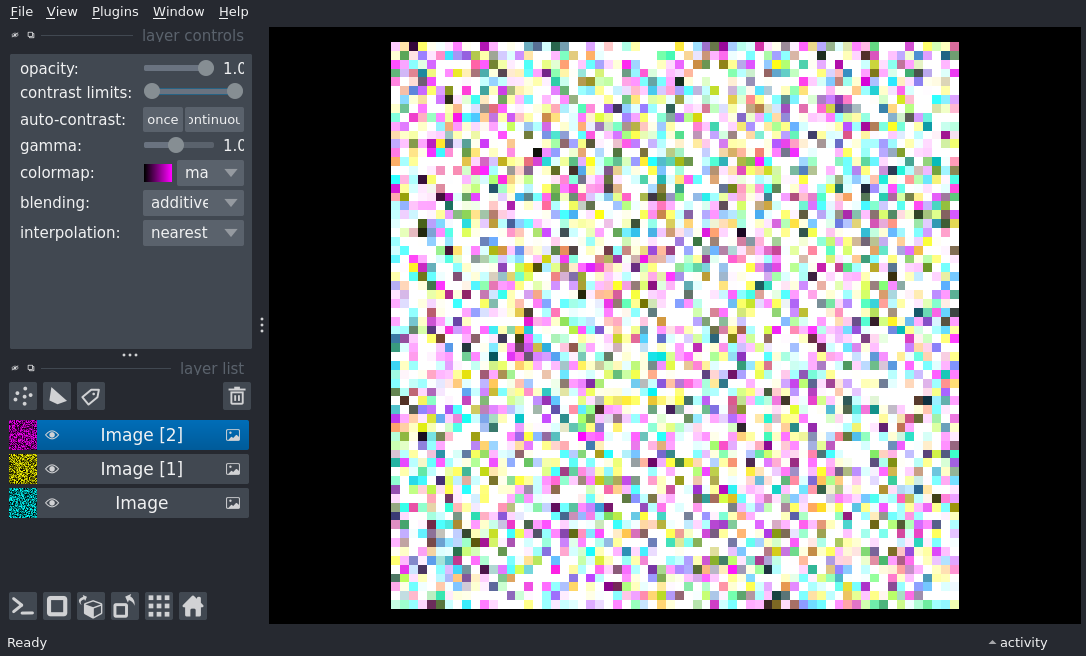 File View Plugins Window Help
layer controls
opacity: 1.0
contrast limits:
auto-contrast: once ontinuou
gamma: 1.0
colormap: ma
blending: additive
interpolation: nearest
layer list
Image [2]
Image [1]
Image
Ready activity